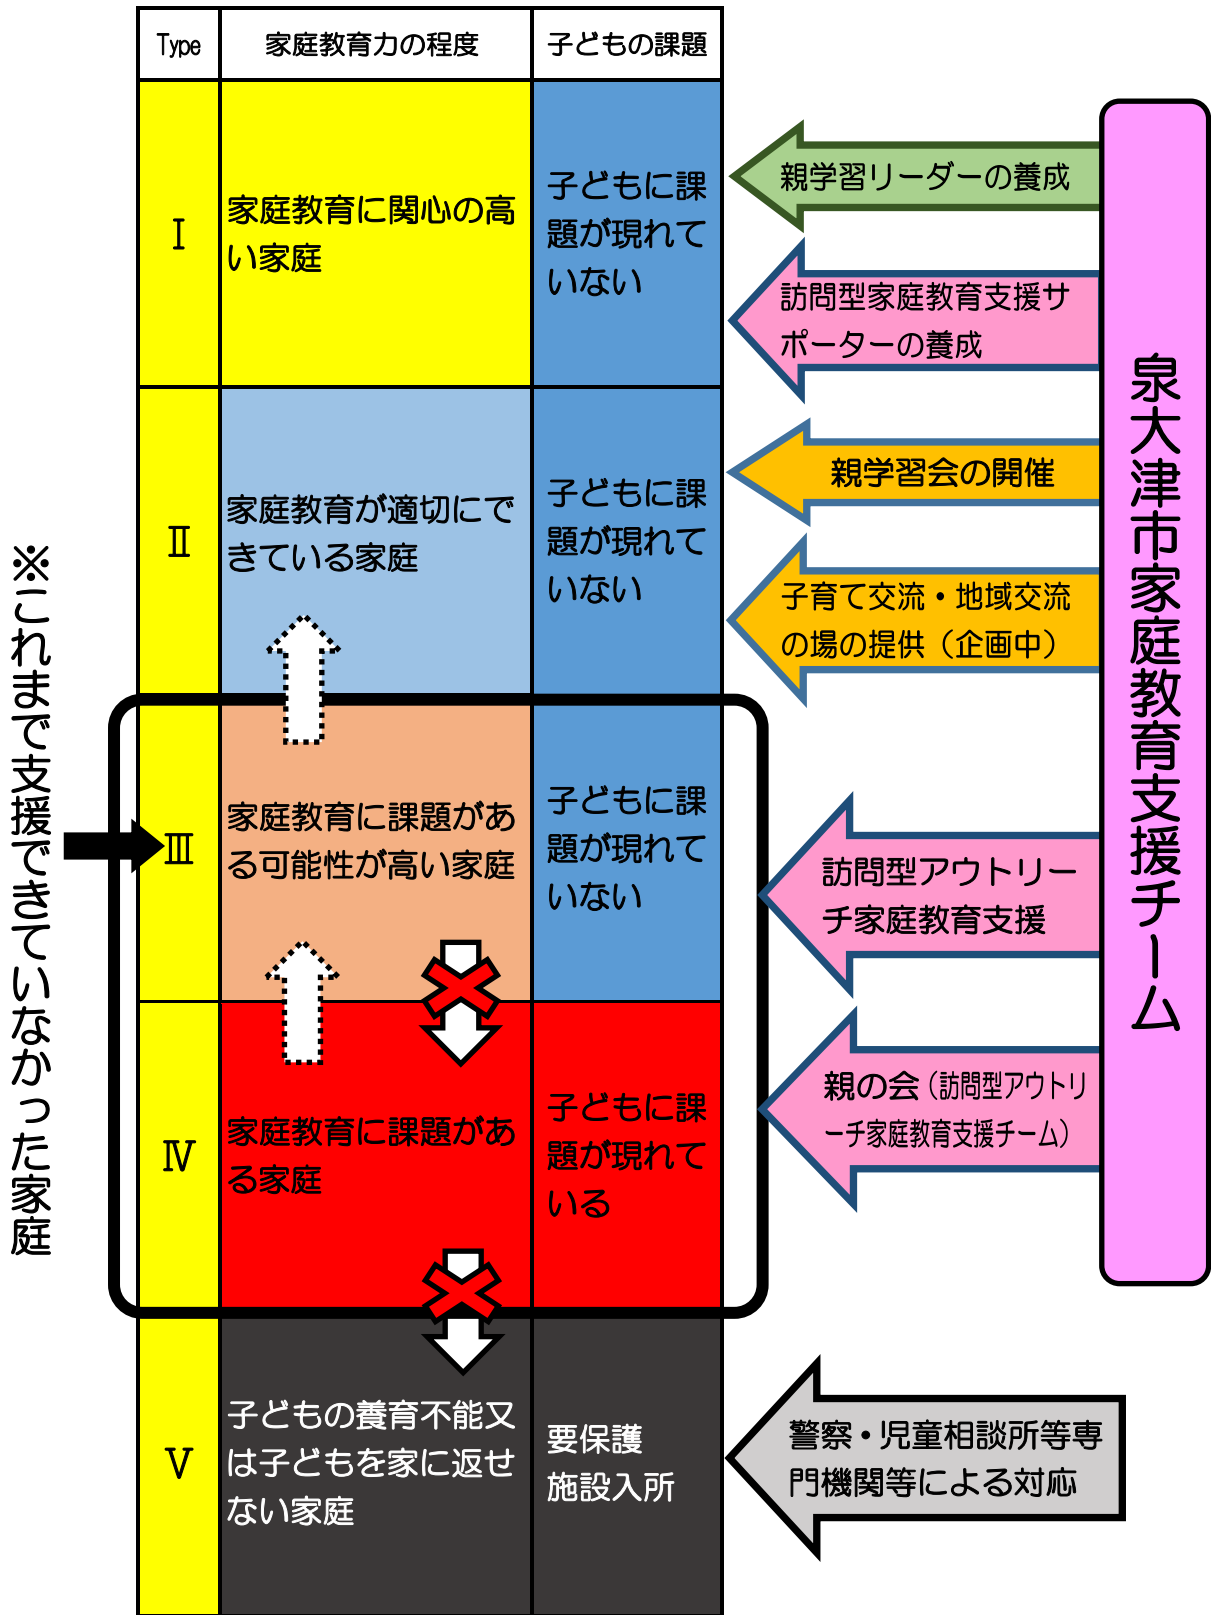 Type
家庭教育力の程度
子どもの課題
Ⅰ
家庭教育に関心の高
い家庭
子どもに課
題が現れて
いない
親学習リーダーの養成
訪問型家庭教育支援サ
ポーターの養成
Ⅱ
家庭教育が適切にで
きている家庭
子どもに課
題が現れて
いない
親学習会の開催
子育て交流・地域交流
の場の提供（企画中）
Ⅲ
家庭教育に課題があ
る可能性が高い家庭
子どもに課
題が現れて
いない
訪問型アウトリー
チ家庭教育支援
Ⅳ
家庭教育に課題があ
る家庭
子どもに課
題が現れて
いる
親の会（訪問型アウトリ
ーチ家庭教育支援チーム）
Ⅴ
子どもの養育不能又
は子どもを家に返せ
ない家庭
要保護
施設入所
警察・児童相談所等専
門機関等による対応
泉大津市家庭教育支援チーム
※これまで支援できていなかった家庭